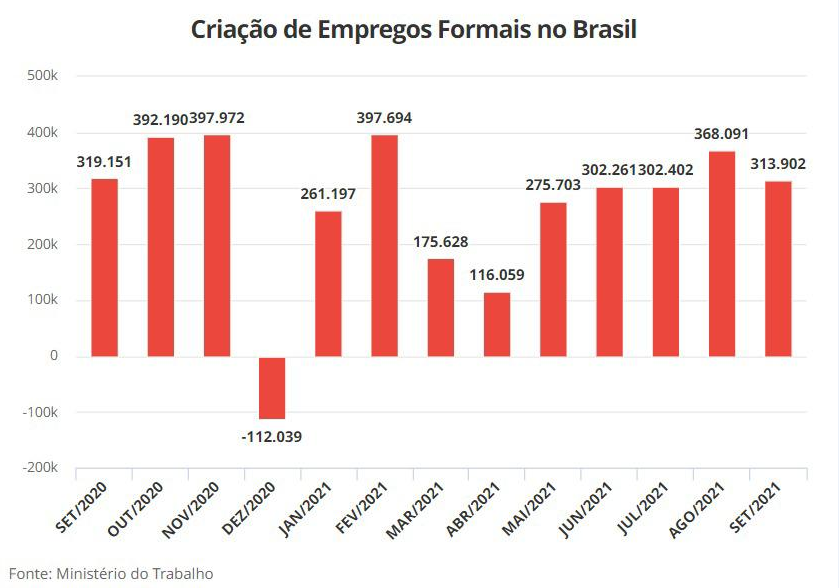 Criação de Empregos Formais no Brasil
500k
400k
300k
200k
100k
0
-100k
-200k
319.151
392.190
397.972
-112.039
261.197
397.694
175.628
116.059
275.703
302.261
302.402
368.091
313.902
SET/2020
OUT/2020
NOV/2020
DEZ/2020
JAN/2021
FEV/2021
MAR/2021
ABR/2021
MAI/2021
JUN/2021
JUL/2021
AGO/2021
SET/2021
Fonte: Ministério do Trabalho